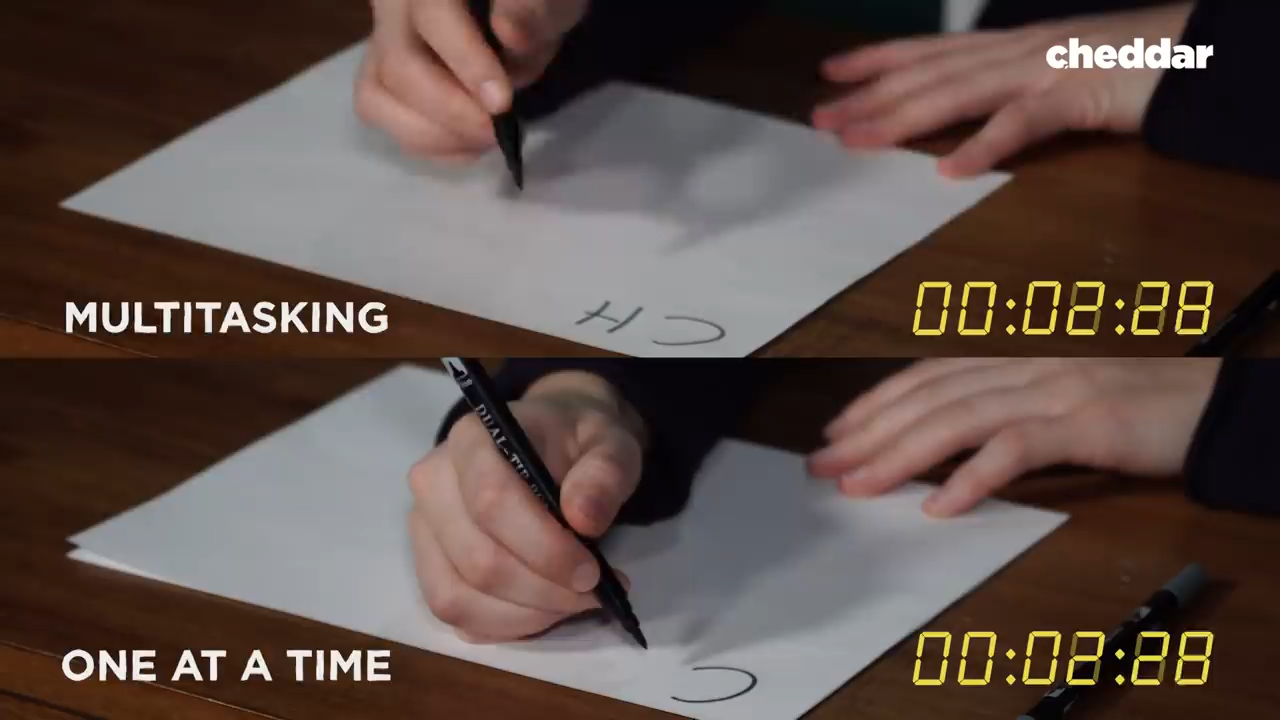 cheddar
MULTITASKING
00:02:28
CH
DUAL-TIP
ONE AT A TIME
00:02:28
C